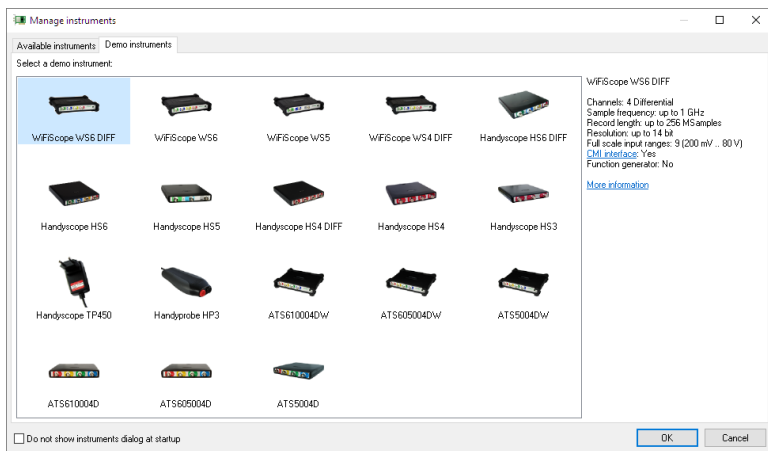 Manage instruments
Available instruments Demo instruments
Select a demo instrument:
WiFiScope WS6 DIFF WiFiScope WS6 WiFiScope WS5 WiFiScope WS4 DIFF Handyscope HS6 DIFF
Handyscope HS6 Handyscope HS5 Handyscope HS4 DIFF Handyscope HS4 Handyscope HS3
Handyscope TP450 Handyprobe HP3 ATS610004DW ATS605004DW ATS5004DW
ATS610004D ATS605004D ATS5004D
WiFiScope WS6 DIFF
Channels: 4 Differential
Sample frequency: up to 1 GHz
Record length: up to 256 MSamples
Resolution: up to 14 bit
Full scale input ranges: 9 (200 mV .. 80 V)
CMI interface: Yes
Function generator: No
More information
Do not show instruments dialog at startup
OK Cancel